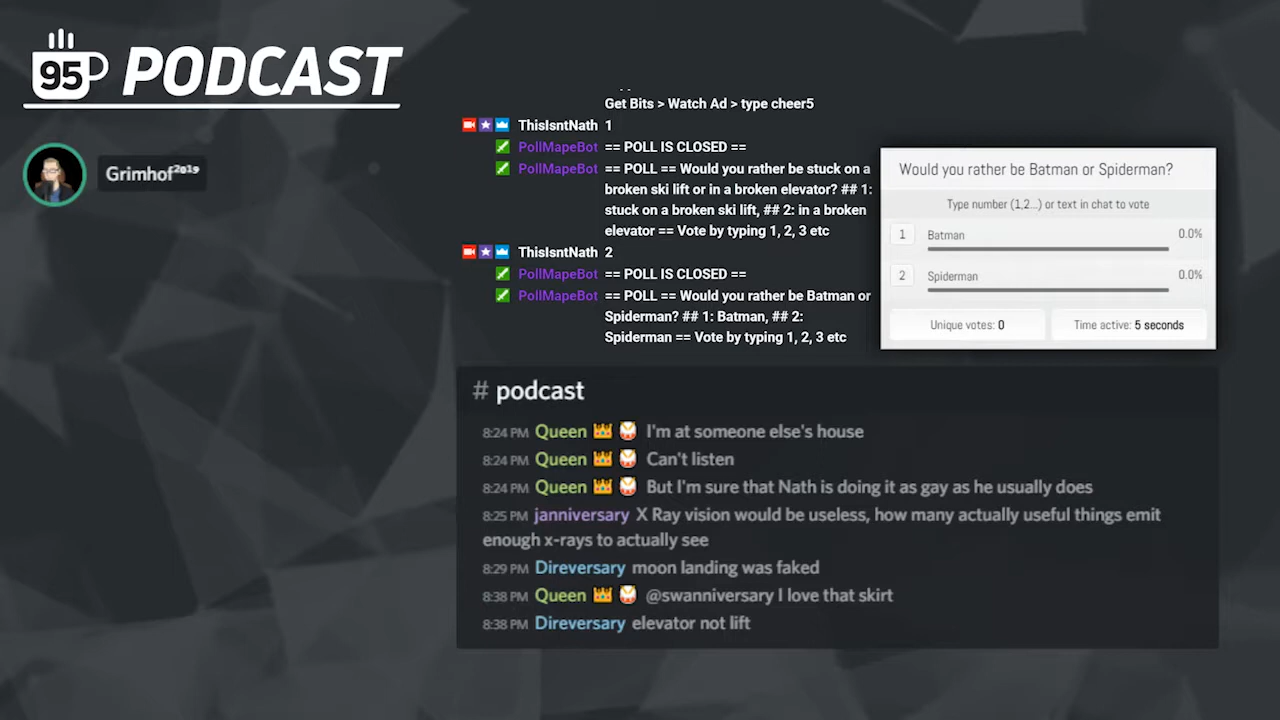 95 PODCAST
Grimhof²⁰¹⁹
Get Bits > Watch Ad > type cheer5
ThisIsntNath 1
PollMapeBot == POLL IS CLOSED ==
PollMapeBot == POLL == Would you rather be stuck on a
broken ski lift or in a broken elevator? ## 1:
stuck on a broken ski lift, ## 2: in a broken
elevator == Vote by typing 1, 2, 3 etc
ThisIsntNath 2
PollMapeBot == POLL IS CLOSED ==
PollMapeBot == POLL == Would you rather be Batman or
Spiderman? ## 1: Batman, ## 2:
Spiderman == Vote by typing 1, 2, 3 etc
Would you rather be Batman or Spiderman?
Type number (1,2...) or text in chat to vote
1 Batman 0.0%
2 Spiderman 0.0%
Unique votes: 0 Time active: 5 seconds
# podcast
8:24 PM Queen I'm at someone else's house
8:24 PM Queen Can't listen
8:24 PM Queen But I'm sure that Nath is doing it as gay as he usually does
8:25 PM janniversary X Ray vision would be useless, how many actually useful things emit
enough x-rays to actually see
8:29 PM Direversary moon landing was faked
8:38 PM Queen @swanniversary I love that skirt
8:38 PM Direversary elevator not lift